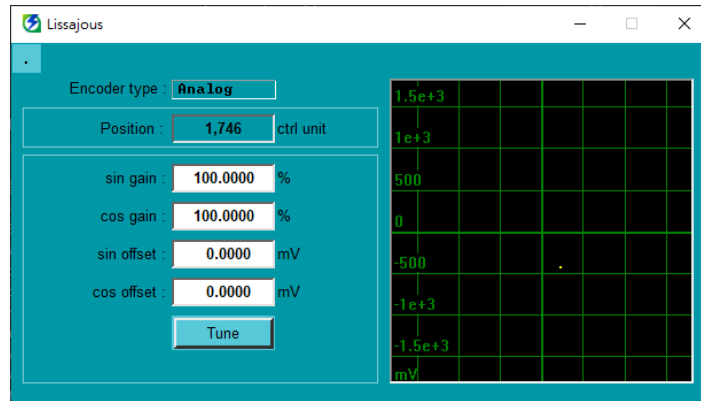 Lissajous
.
Encoder type : Analog
Position : 1,746 ctrl unit
sin gain : 100.0000 %
cos gain : 100.0000 %
sin offset : 0.0000 mV
cos offset : 0.0000 mV
Tune
1.5e+3
1e+3
500
0
-500
-1e+3
-1.5e+3
mV